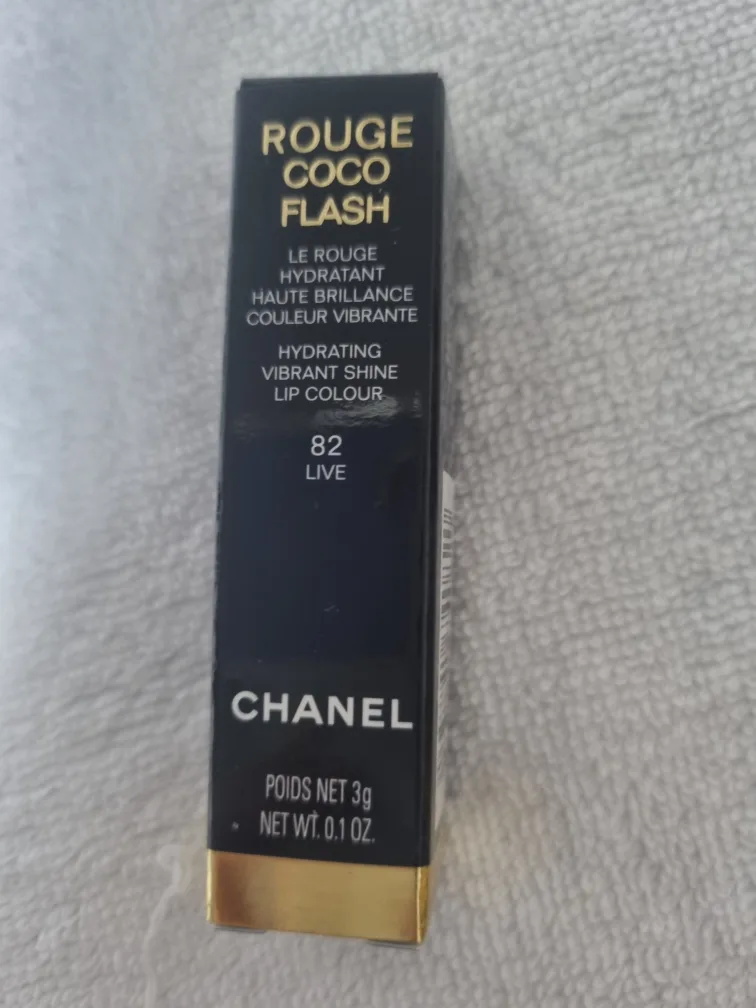 ROUGE
COCO
FLASH
LE ROUGE
HYDRATANT
HAUTE BRILLANCE
COULEUR VIBRANTE
HYDRATING
VIBRANT SHINE
LIP COLOUR
82
LIVE
CHANEL
POIDS NET 3g
NET WT. 0.1 OZ.